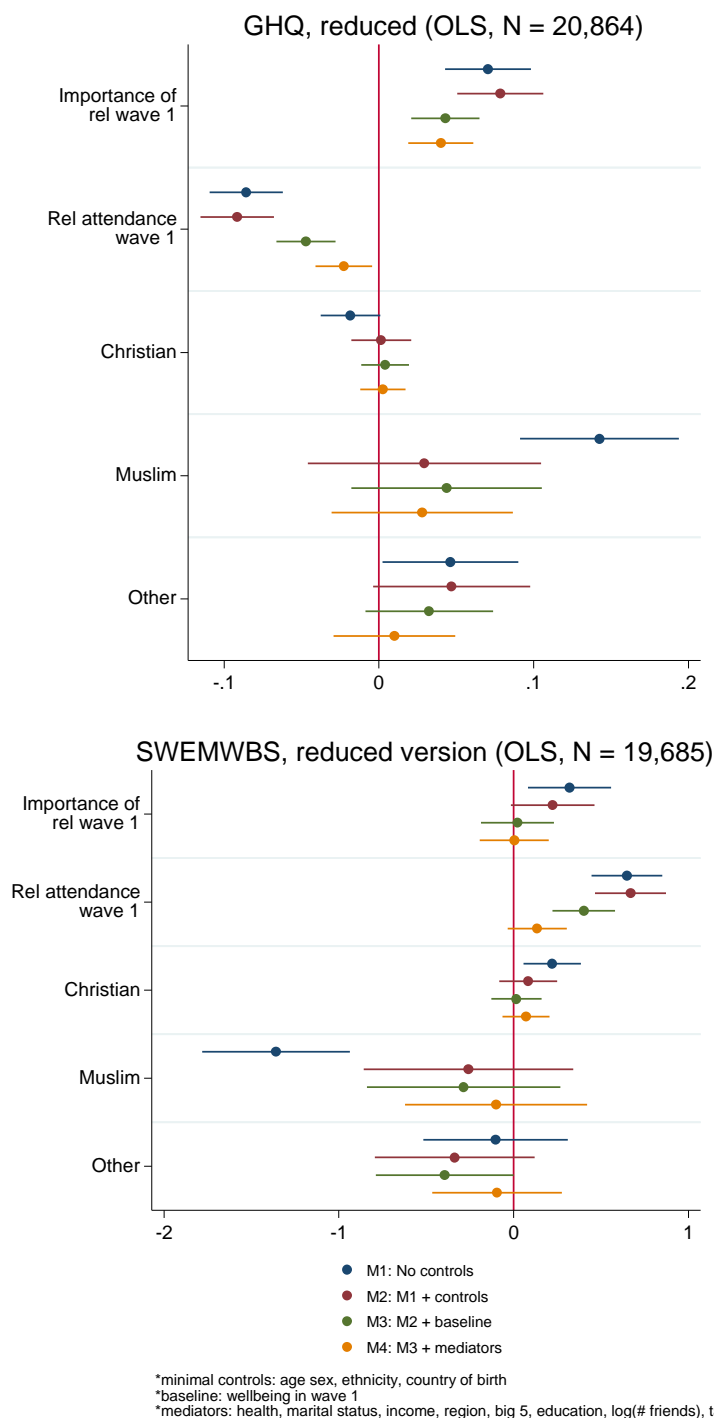 GHQ, reduced (OLS, N = 20,864)
Importance of
rel wave 1
Rel attendance
wave 1
Christian
Muslim
Other
-.1 0 .1 .2
SWEMWBS, reduced version (OLS, N = 19,685)
Importance of
rel wave 1
Rel attendance
wave 1
Christian
Muslim
Other
-2 -1 0 1
M1: No controls
M2: M1 + controls
M3: M2 + baseline
M4: M3 + mediators
*minimal controls: age sex, ethnicity, country of birth
*baseline: wellbeing in wave 1
*mediators: health, marital status, income, region, big 5, education, log(# friends), t